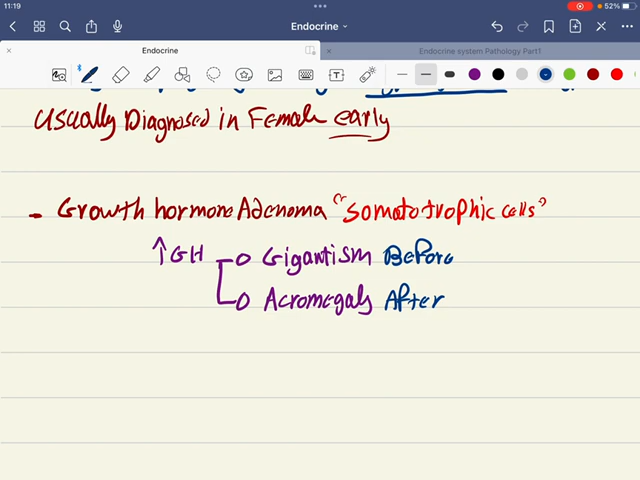 11:19
52%
Endocrine
Endocrine
Endocrine system Pathology Part1
Usually Diagnosed in Female early
- Growth hormone Adenoma "Somatotrophic cells"
↑GH
Gigantism Before
Acromegaly After